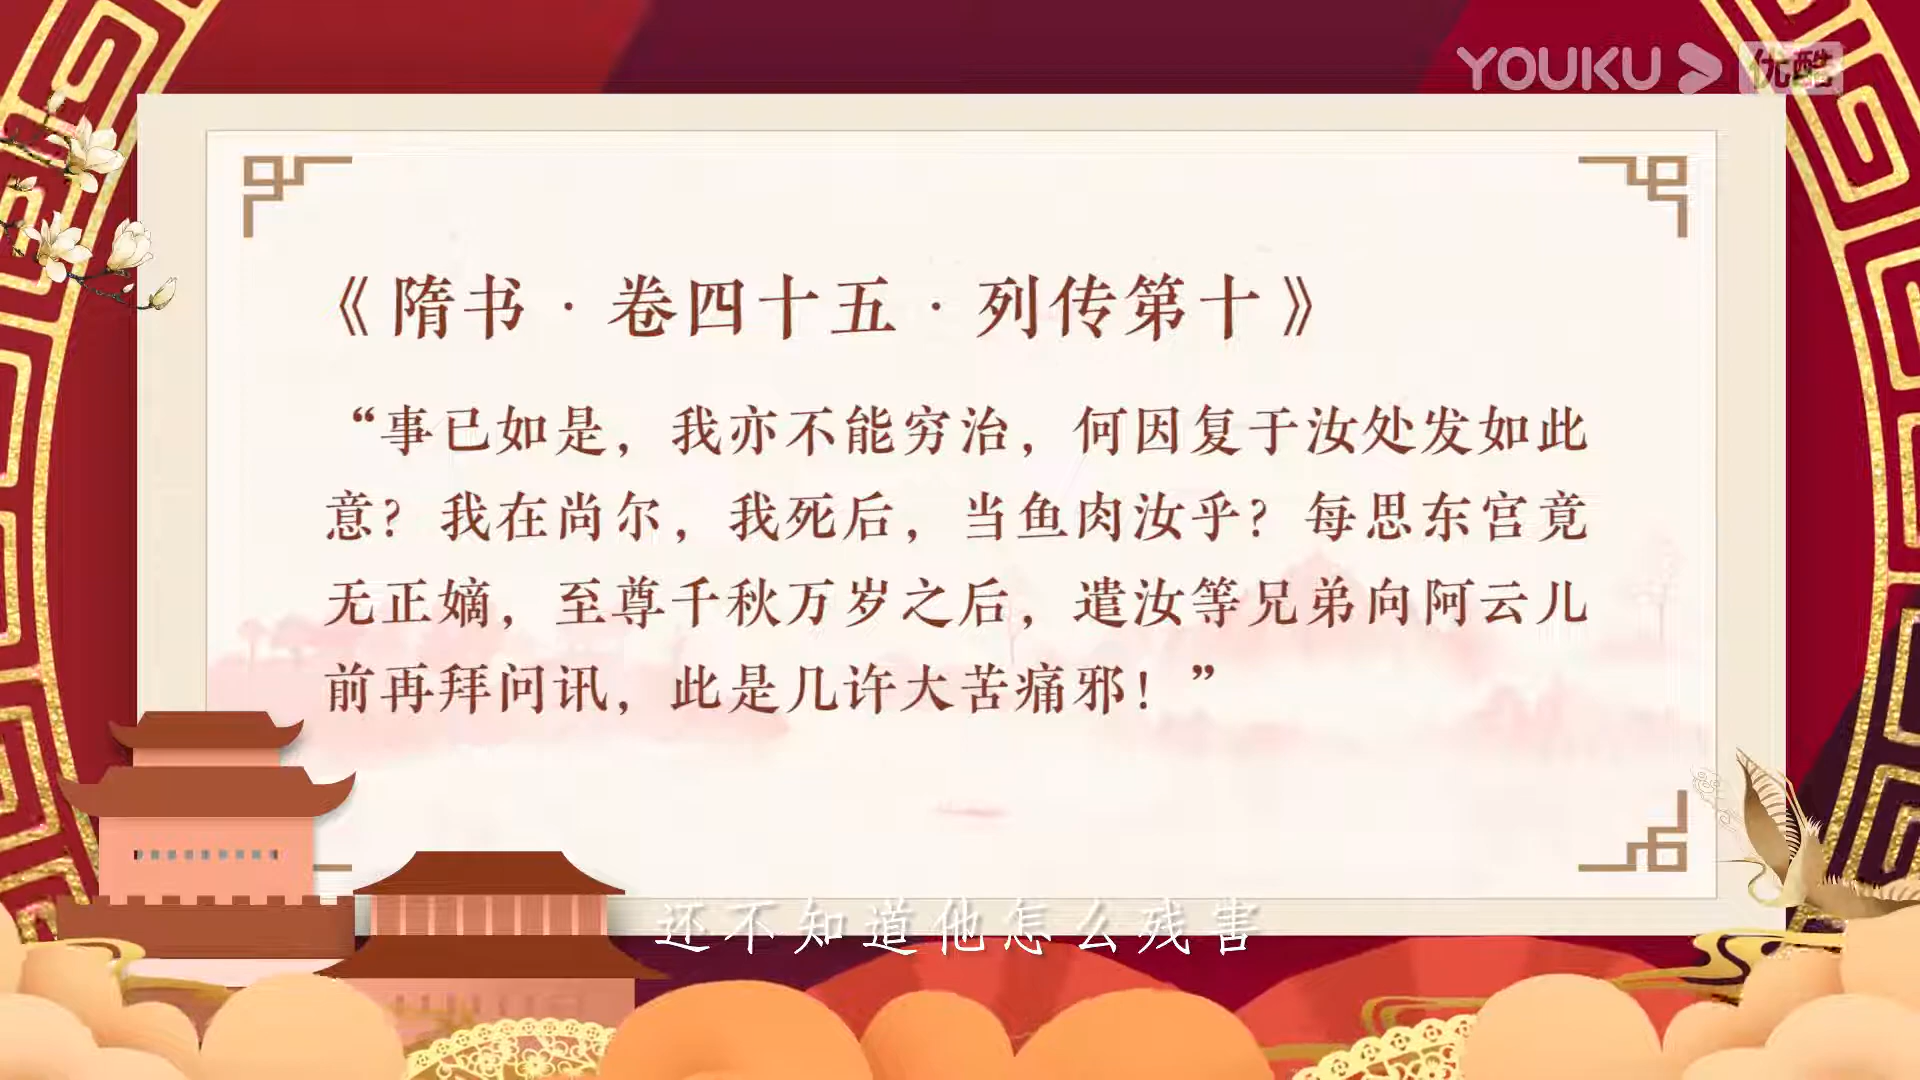 YOUKU 优酷
《隋书·卷四十五·列传第十》
“事已如是，我亦不能穷治，何因复于汝处发如此
意？我在尚尔，我死后，当鱼肉汝乎？每思东宫竟
无正嫡，至尊千秋万岁之后，遣汝等兄弟向阿云儿
前再拜问讯，此是几许大苦痛邪！”
还不知道他怎么残害